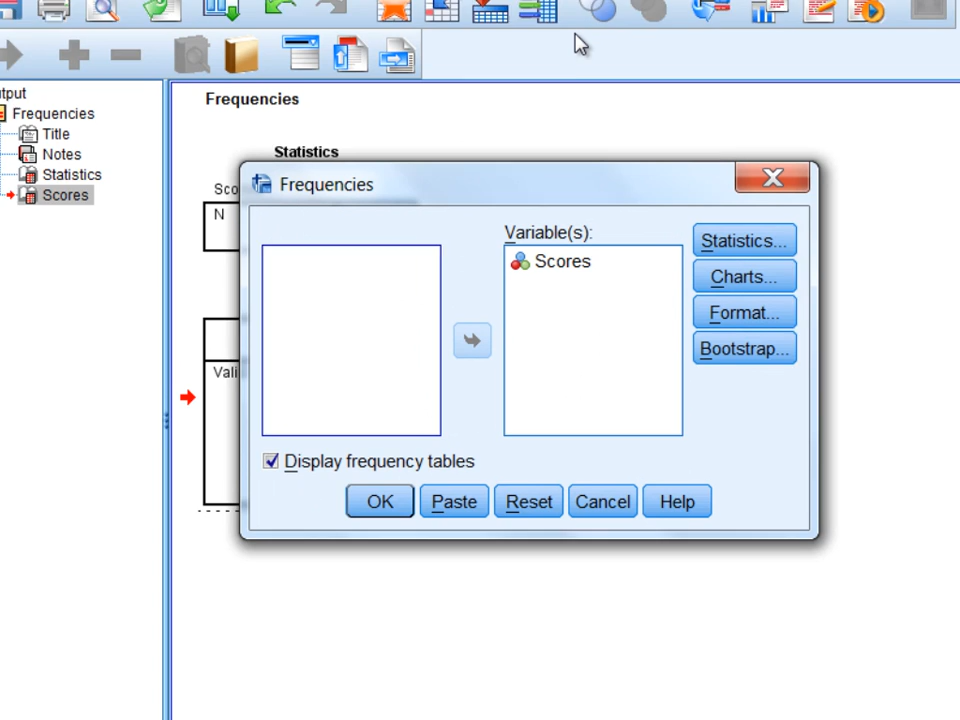 tput
Frequencies
Title
Notes
Statistics
Scores
Frequencies
Statistics
Sco
N
Vali
Frequencies
Variable(s):
Scores
Statistics...
Charts...
Format...
Bootstrap...
Display frequency tables
OK Paste Reset Cancel Help